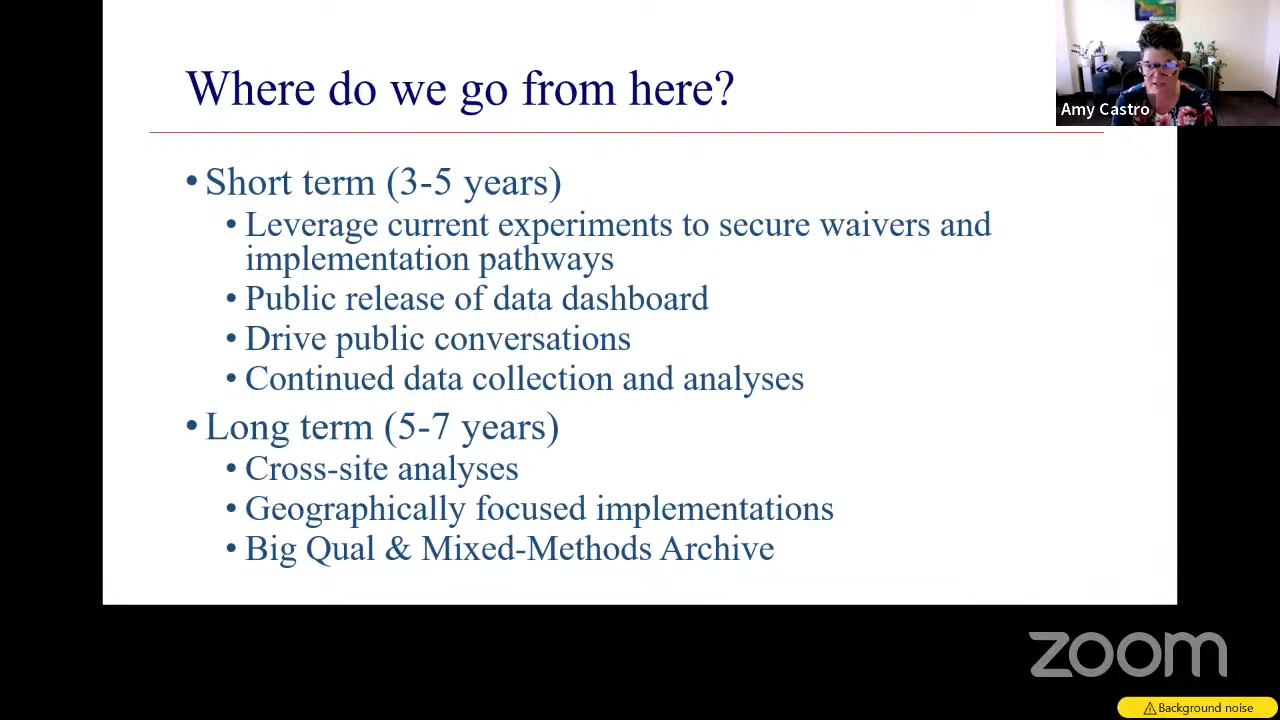 Where do we go from here?
Amy Castro
• Short term (3-5 years)
• Leverage current experiments to secure waivers and
implementation pathways
• Public release of data dashboard
• Drive public conversations
• Continued data collection and analyses
• Long term (5-7 years)
• Cross-site analyses
• Geographically focused implementations
• Big Qual & Mixed-Methods Archive
zoom
Background noise